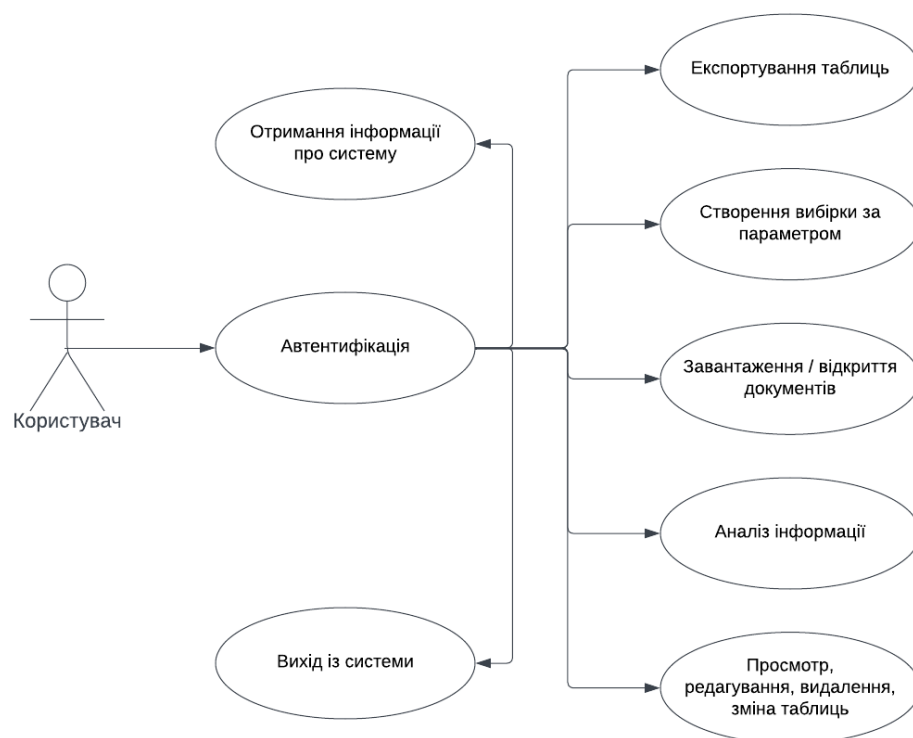 Експортування таблиць
Отримання інформації
про систему
Створення вибірки за
параметром
Автентифікація
Завантаження / відкриття
документів
Користувач
Аналіз інформації
Вихід із системи
Просмотр,
редагування, видалення,
зміна таблиць